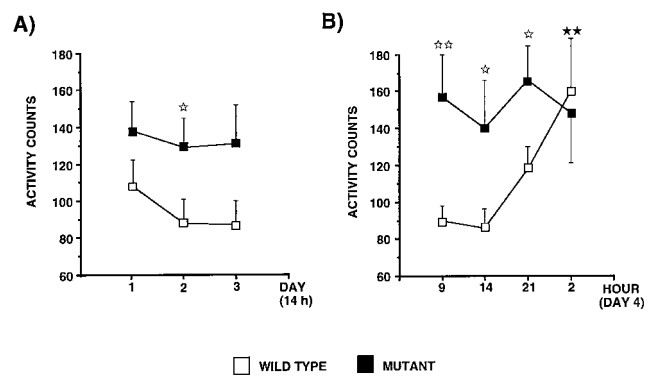 A)
B)
180
160
140
120
100
80
60
ACTIVITY COUNTS
1 2 3 DAY
(14 h)
180
160
140
120
100
80
60
ACTIVITY COUNTS
9 14 21 2 HOUR
(DAY 4)
WILD TYPE MUTANT